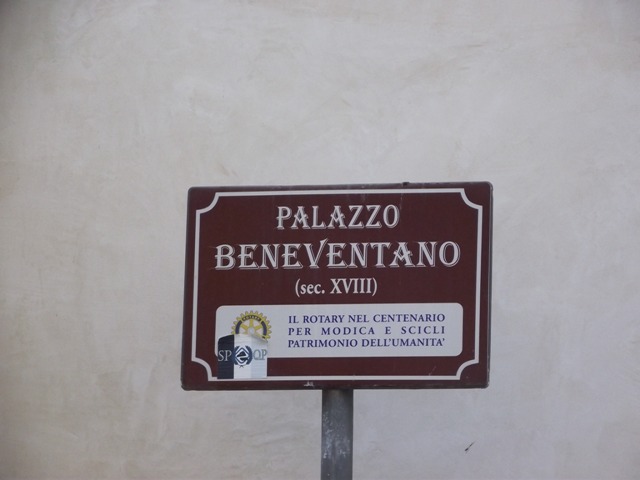 PALAZZO
BENEVENTANO
(sec. XVIII)
IL ROTARY NEL CENTENARIO
PER MODICA E SCICLI
PATRIMONIO DELL'UMANITA'
SP QP